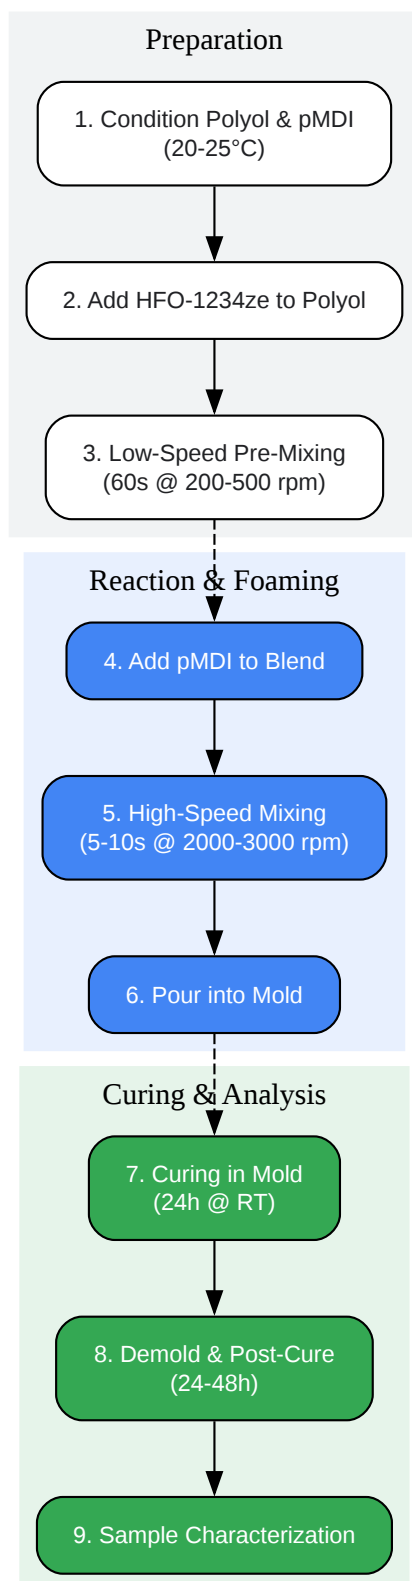 Preparation
1. Condition Polyol & pMDI
(20-25°C)
2. Add HFO-1234ze to Polyol
3. Low-Speed Pre-Mixing
(60s @ 200-500 rpm)
Reaction & Foaming
4. Add pMDI to Blend
5. High-Speed Mixing
(5-10s @ 2000-3000 rpm)
6. Pour into Mold
Curing & Analysis
7. Curing in Mold
(24h @ RT)
8. Demold & Post-Cure
(24-48h)
9. Sample Characterization